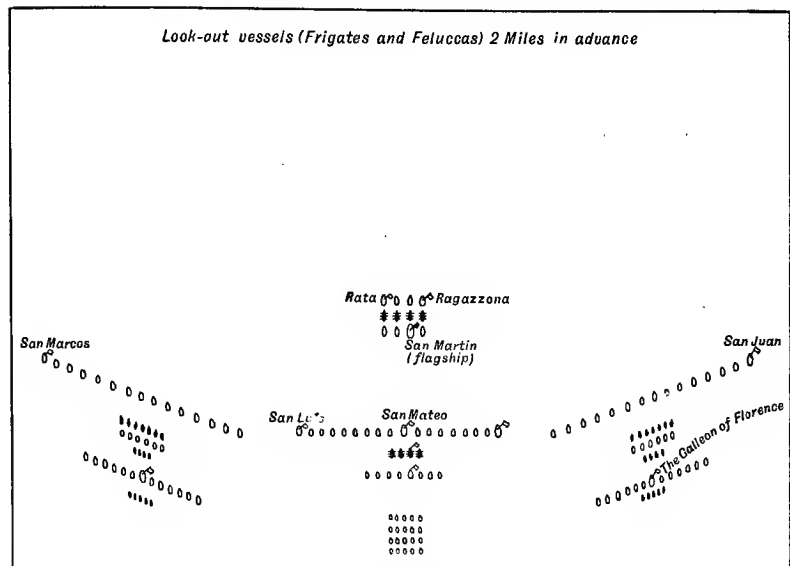 Look-out vessels (Frigates and Feluccas) 2 Miles in advance
Rata
Ragazzona
San Martin
(flagship)
San Marcos
San Juan
San
San Mateo
The Galleon of Florence